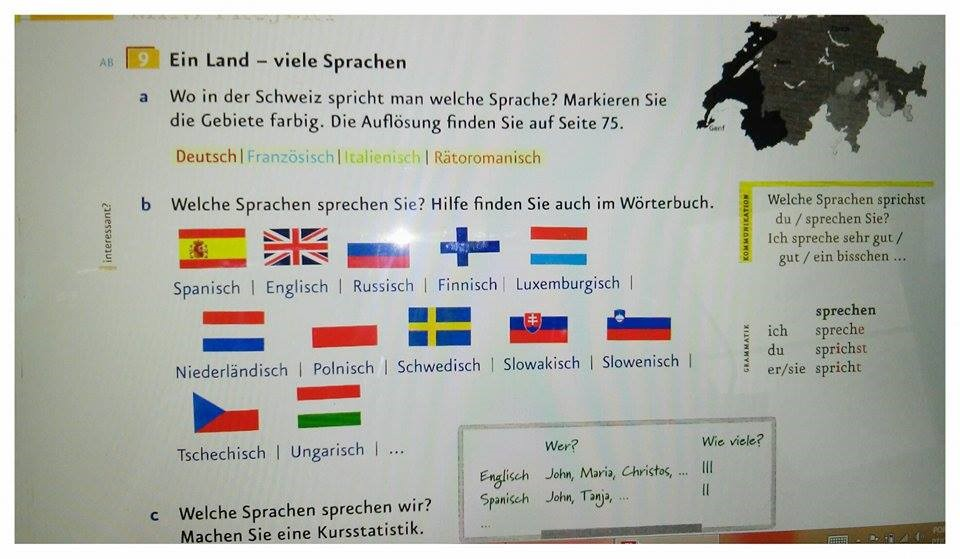 AB 9 Ein Land – viele Sprachen
a Wo in der Schweiz spricht man welche Sprache? Markieren Sie
die Gebiete farbig. Die Auflösung finden Sie auf Seite 75.
Deutsch | Französisch | Italienisch | Rätoromanisch
Genf
interessant?
b Welche Sprachen sprechen Sie? Hilfe finden Sie auch im Wörterbuch.
Spanisch | Englisch | Russisch | Finnisch | Luxemburgisch |
Niederländisch | Polnisch | Schwedisch | Slowakisch | Slowenisch |
Tschechisch | Ungarisch | ...
KOMMUNIKATION
Welche Sprachen sprichst
du / sprechen Sie?
Ich spreche sehr gut /
gut / ein bisschen ...
GRAMMATIK
sprechen
ich spreche
du sprichst
er/sie spricht
c Welche Sprachen sprechen wir?
Machen Sie eine Kursstatistik.
Wer? Wie viele?
Englisch John, Maria, Christos, ... |||
Spanisch John, Tanja, ... ||
...